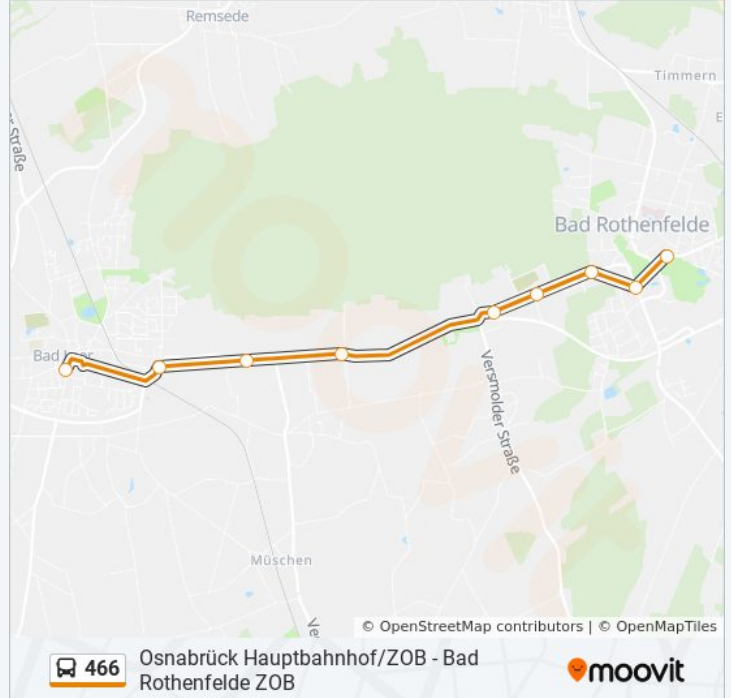 Remsede
Timmern
Straße
Bad Rothenfelde
Bad
Versmolder Straße
Müschen
© OpenStreetMap contributors | © OpenMapTiles
466
Osnabrück Hauptbahnhof/ZOB - Bad
Rothenfelde ZOB
moovit